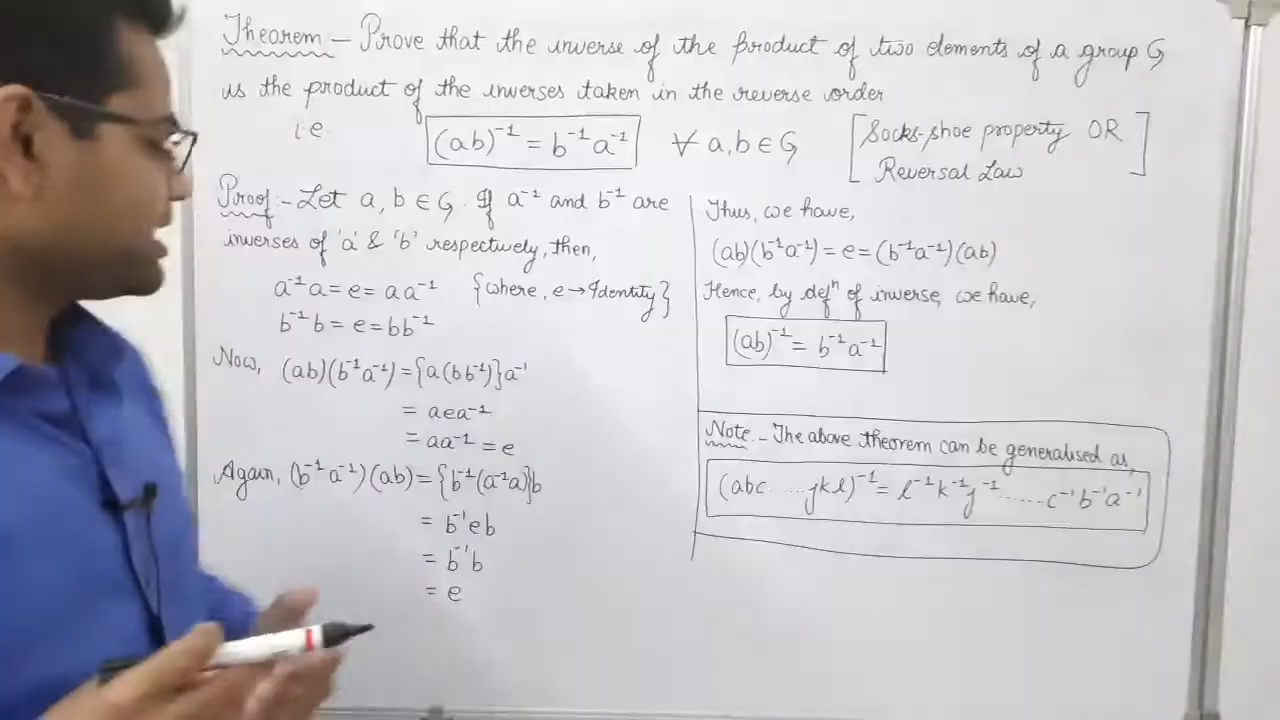 Theorem - Prove that the inverse of the product of two elements of a group G
is the product of the inverses taken in the reverse order
i.e. (ab)⁻¹ = b⁻¹a⁻¹ ∀ a, b ∈ G [Socks-shoe property OR
Reversal Law]
Proof:- Let a, b ∈ G. If a⁻¹ and b⁻¹ are
inverses of 'a' & 'b' respectively, then,
a⁻¹a = e = aa⁻¹ {where, e → Identity}
b⁻¹b = e = bb⁻¹
Now, (ab)(b⁻¹a⁻¹) = {a(bb⁻¹)}a⁻¹
= aea⁻¹
= aa⁻¹ = e
Again, (b⁻¹a⁻¹)(ab) = {b⁻¹(a⁻¹a)}b
= b⁻¹eb
= b⁻¹b
= e
Thus, we have,
(ab)(b⁻¹a⁻¹) = e = (b⁻¹a⁻¹)(ab)
Hence, by defⁿ of inverse, we have,
(ab)⁻¹ = b⁻¹a⁻¹
Note.- The above theorem can be generalised as,
(abc.....jkl)⁻¹ = l⁻¹k⁻¹j⁻¹......c⁻¹b⁻¹a⁻¹